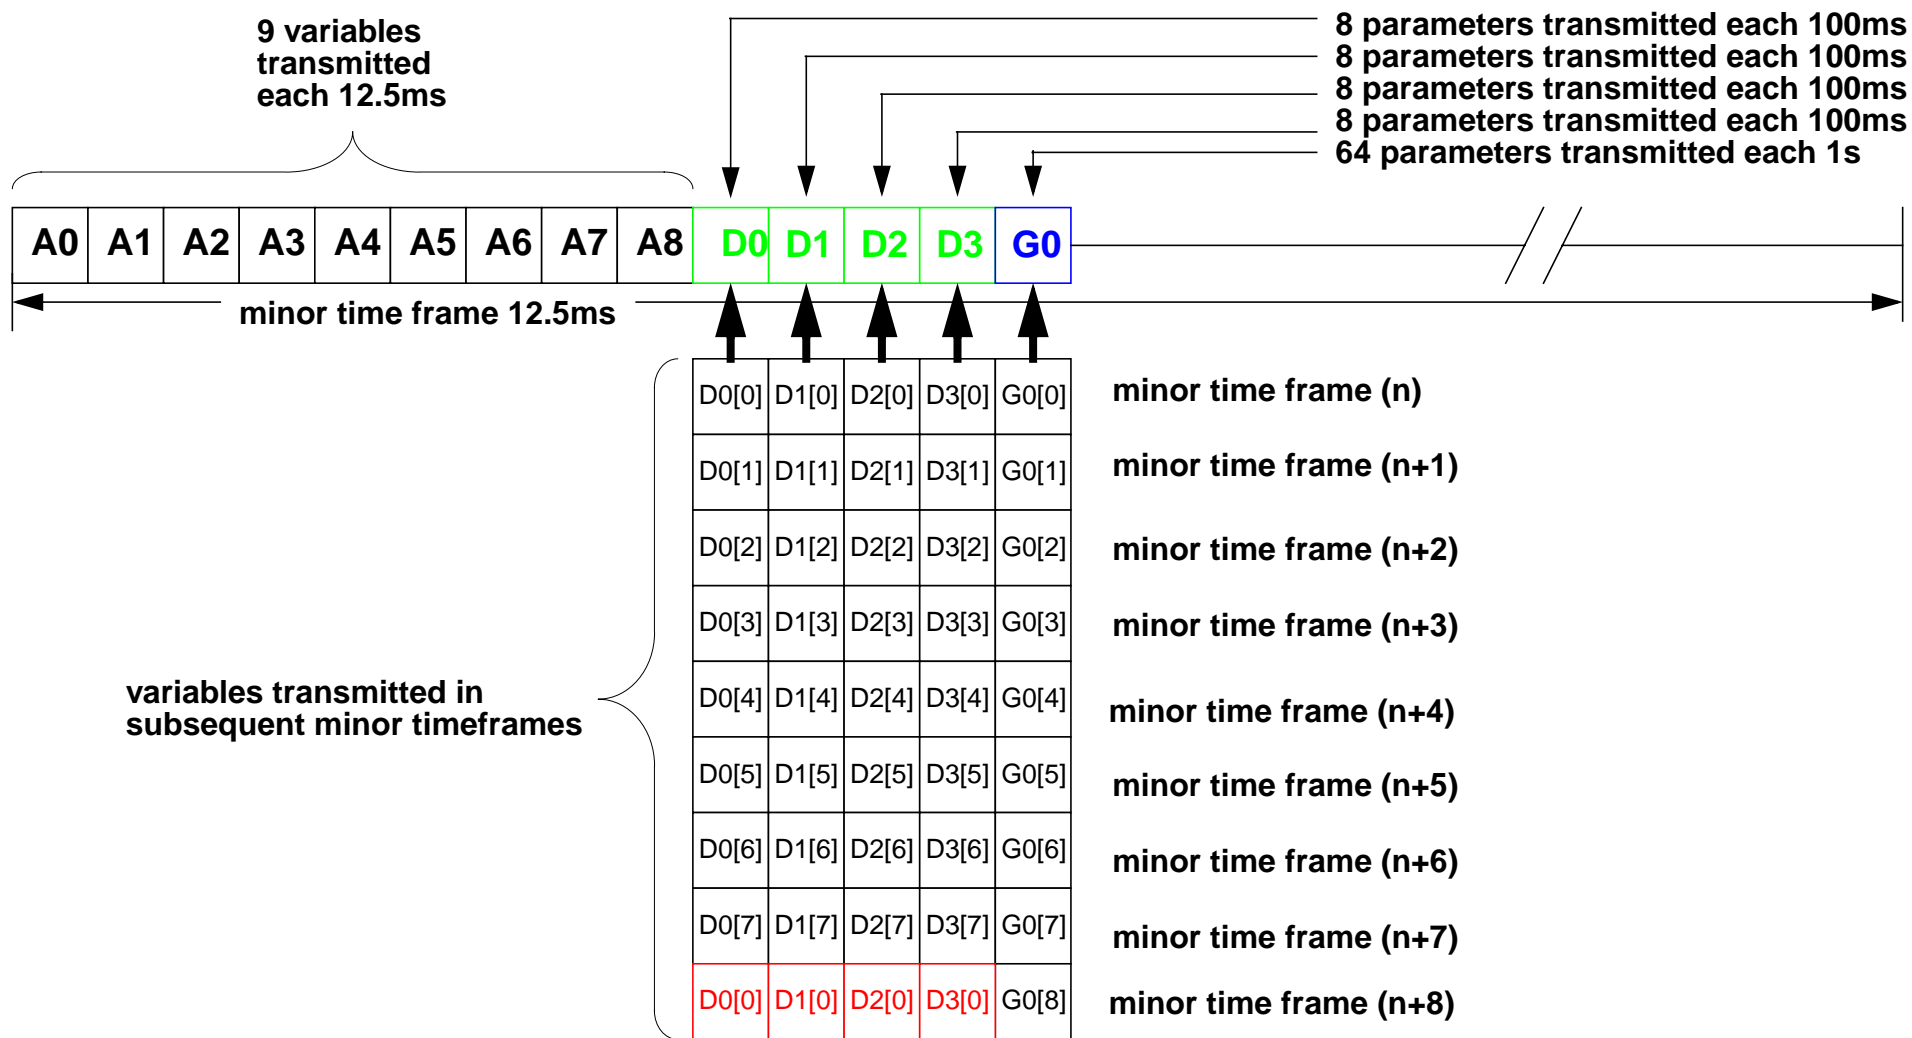 9 variables
transmitted
each 12.5ms
8 parameters transmitted each 100ms
8 parameters transmitted each 100ms
8 parameters transmitted each 100ms
8 parameters transmitted each 100ms
64 parameters transmitted each 1s
A0 A1 A2 A3 A4 A5 A6 A7 A8 D0 D1 D2 D3 G0
minor time frame 12.5ms
D0[0] D1[0] D2[0] D3[0] G0[0] minor time frame (n)
D0[1] D1[1] D2[1] D3[1] G0[1] minor time frame (n+1)
D0[2] D1[2] D2[2] D3[2] G0[2] minor time frame (n+2)
D0[3] D1[3] D2[3] D3[3] G0[3] minor time frame (n+3)
variables transmitted in
subsequent minor timeframes
D0[4] D1[4] D2[4] D3[4] G0[4] minor time frame (n+4)
D0[5] D1[5] D2[5] D3[5] G0[5] minor time frame (n+5)
D0[6] D1[6] D2[6] D3[6] G0[6] minor time frame (n+6)
D0[7] D1[7] D2[7] D3[7] G0[7] minor time frame (n+7)
D0[0] D1[0] D2[0] D3[0] G0[8] minor time frame (n+8)